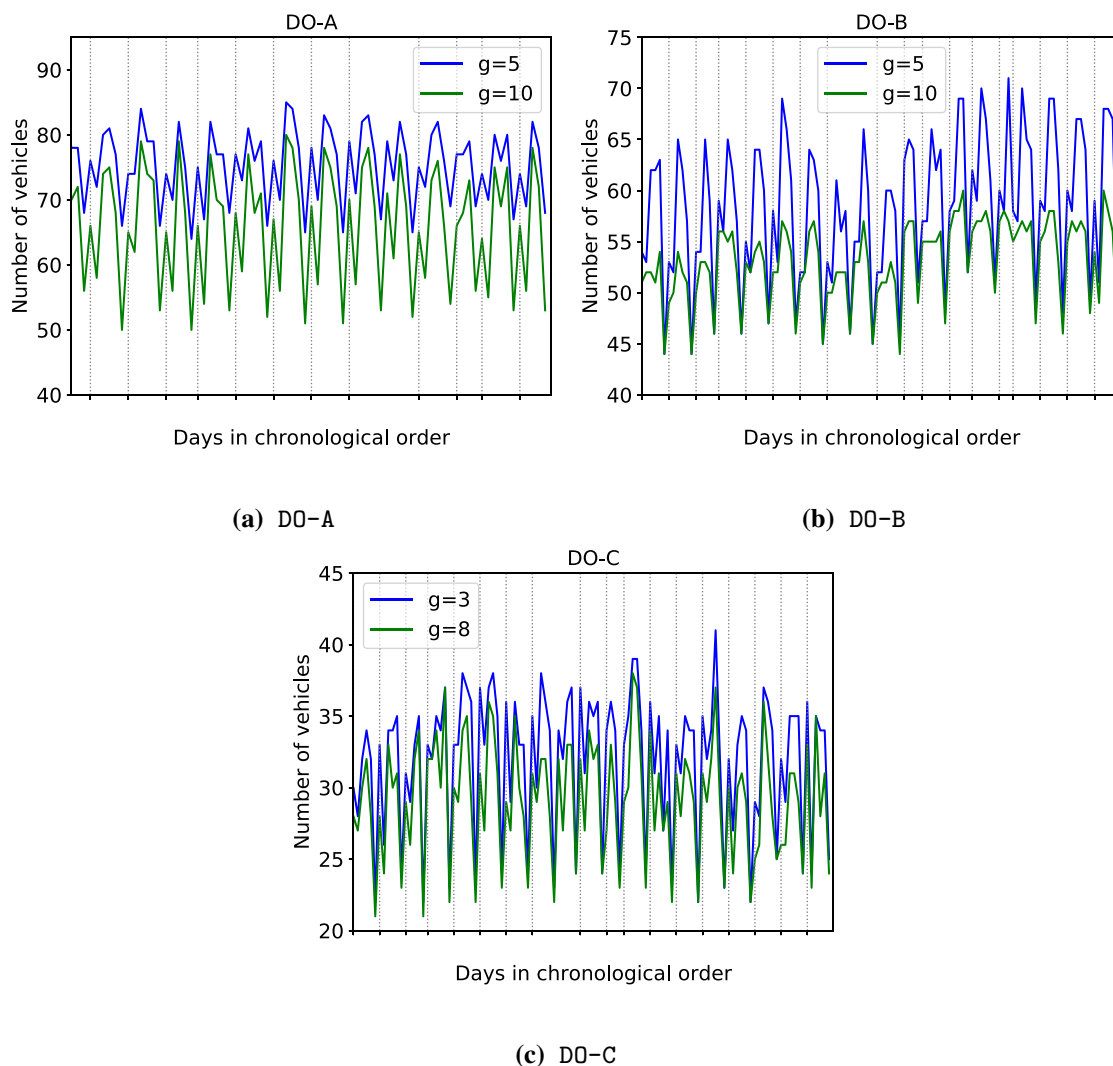 DO-A
90
80
70
60
50
40
Number of vehicles
g=5
g=10
Days in chronological order
(a) DO-A
DO-B
75
70
65
60
55
50
45
40
Number of vehicles
g=5
g=10
Days in chronological order
(b) DO-B
DO-C
45
40
35
30
25
20
Number of vehicles
g=3
g=8
Days in chronological order
(c) DO-C